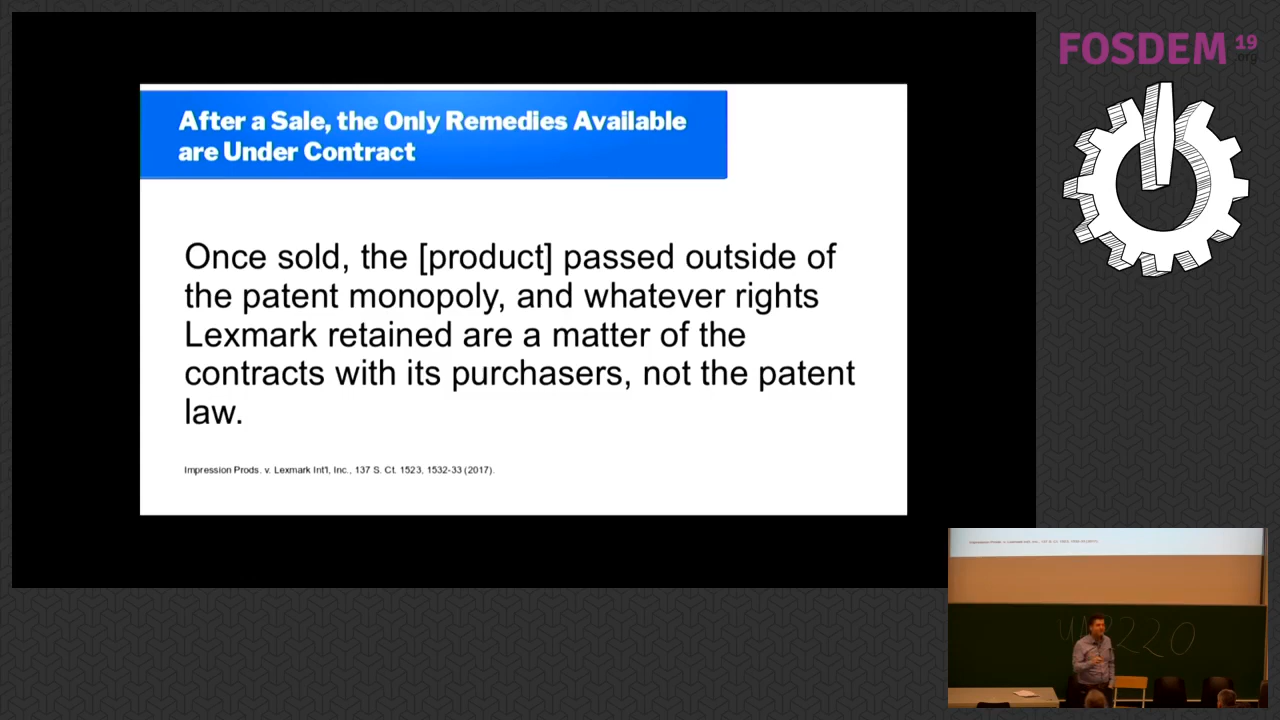 FOSDEM 19
.org
After a Sale, the Only Remedies Available
are Under Contract
Once sold, the [product] passed outside of
the patent monopoly, and whatever rights
Lexmark retained are a matter of the
contracts with its purchasers, not the patent
law.
Impression Prods. v. Lexmark Int'l, Inc., 137 S. Ct. 1523, 1532-33 (2017).